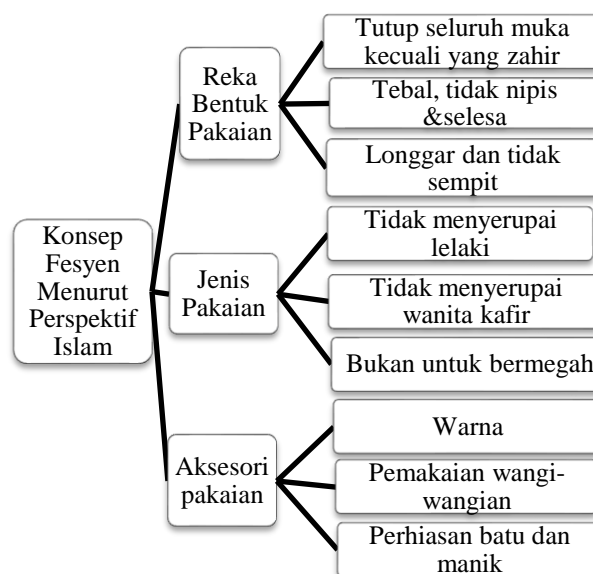 Konsep
Fesyen
Menurut
Perspektif
Islam
Reka
Bentuk
Pakaian
Tutup seluruh muka
kecuali yang zahir
Tebal, tidak nipis
&selesa
Longgar dan tidak
sempit
Jenis
Pakaian
Tidak menyerupai
lelaki
Tidak menyerupai
wanita kafir
Bukan untuk bermegah
Aksesori
pakaian
Warna
Pemakaian wangi-
wangian
Perhiasan batu dan
manik